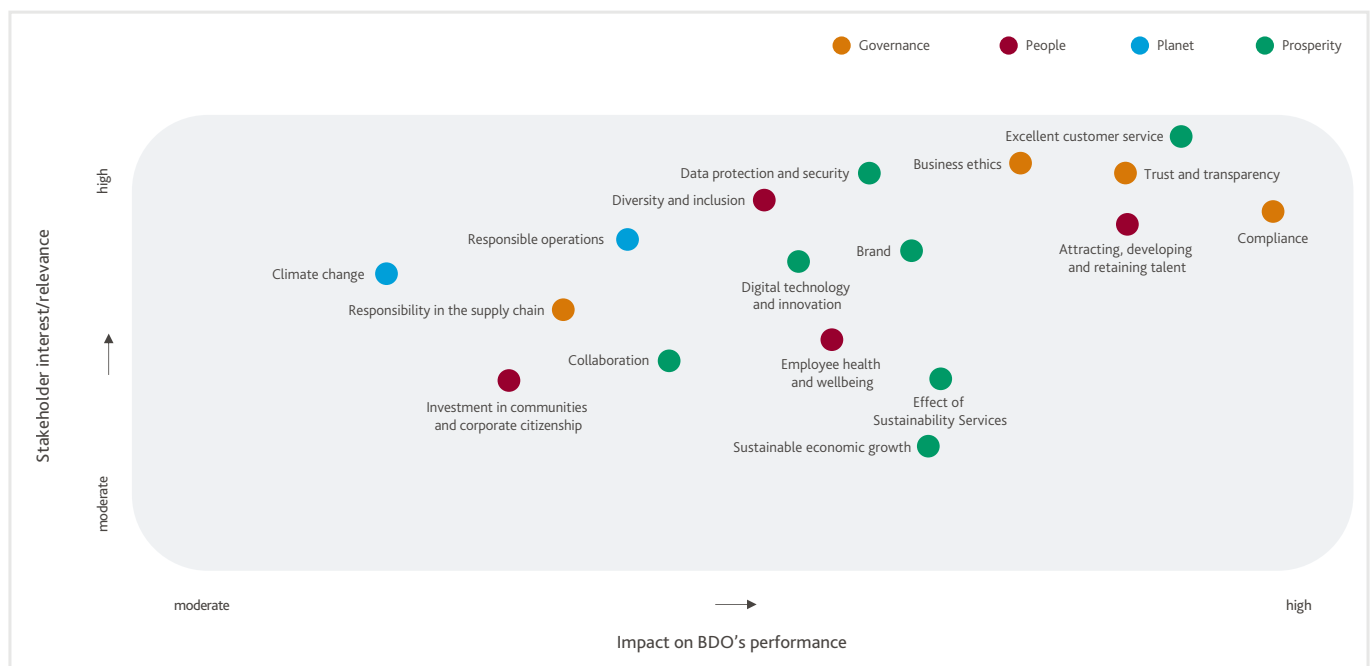 Governance
People
Planet
Prosperity
Excellent customer service
Business ethics
Data protection and security
Trust and transparency
high
Diversity and inclusion
Compliance
Responsible operations
Brand
Attracting, developing
and retaining talent
Climate change
Digital technology
and innovation
Responsibility in the supply chain
Stakeholder interest/relevance
Collaboration
Employee health
and wellbeing
Investment in communities
and corporate citizenship
Effect of
Sustainability Services
Sustainable economic growth
moderate
moderate
high
Impact on BDO's performance